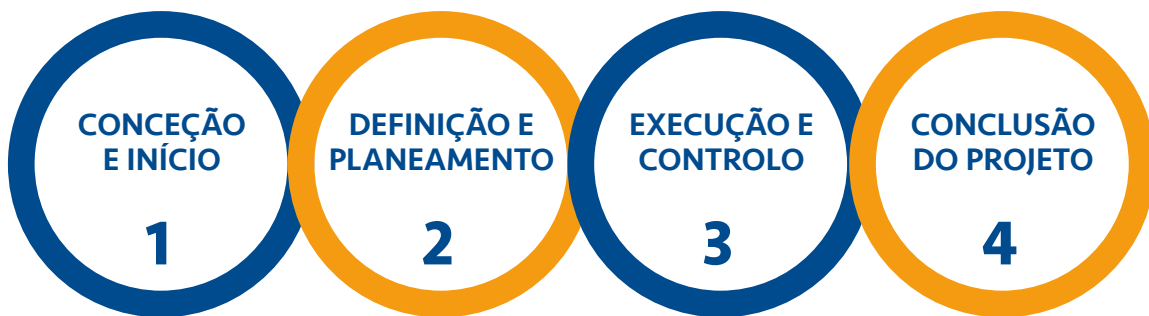 CONCEÇÃO
E INÍCIO
1
DEFINIÇÃO E
PLANEAMENTO
2
EXECUÇÃO E
CONTROLO
3
CONCLUSÃO
DO PROJETO
4